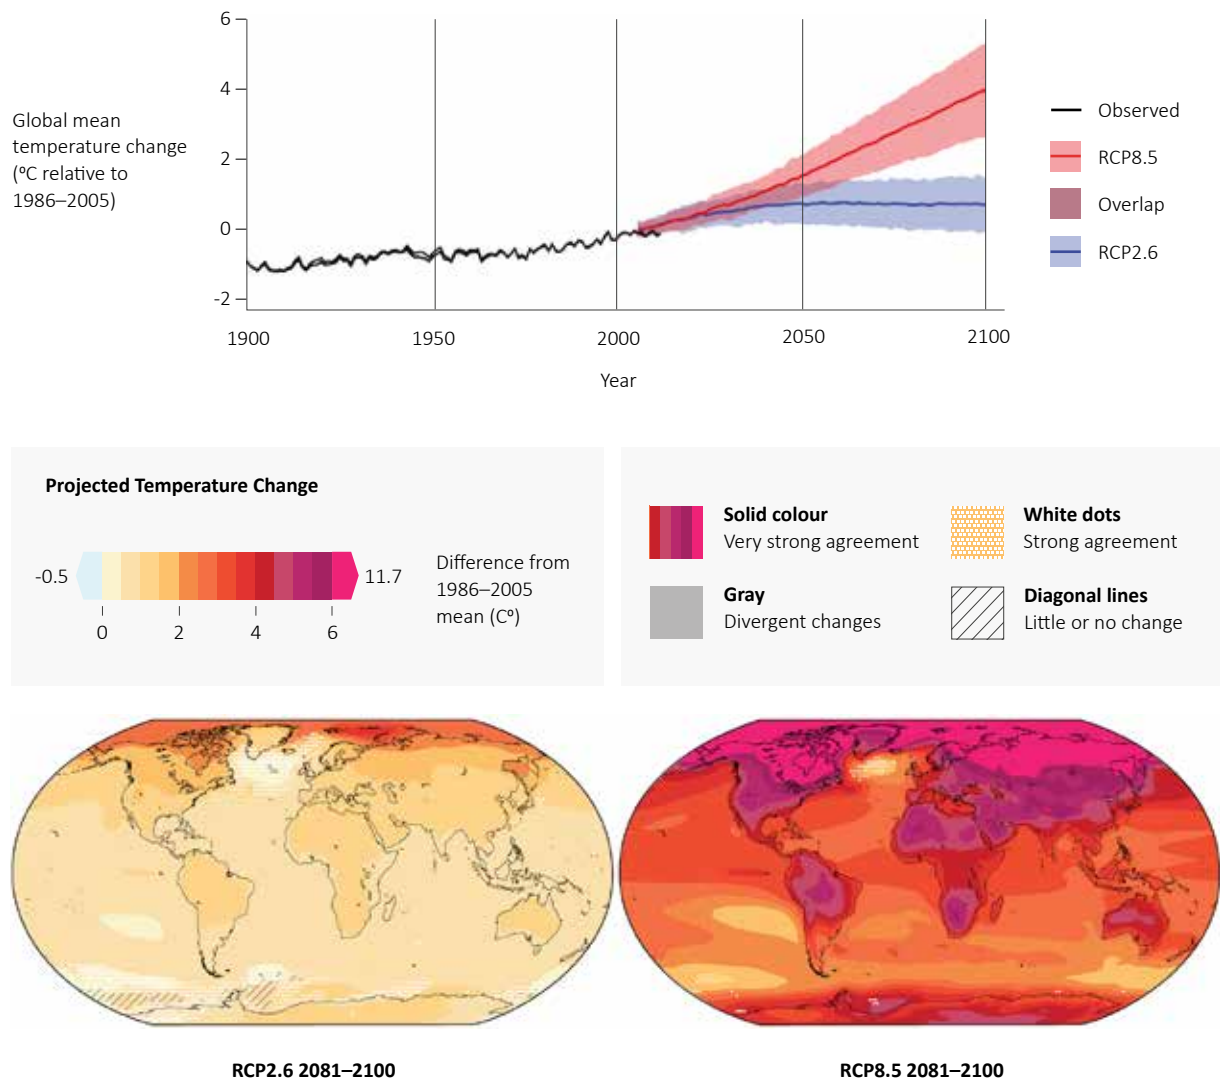 6
4
2
0
-2
Global mean
temperature change
(ºC relative to
1986–2005)
1900
1950
2000
2050
2100
Year
Observed
RCP8.5
Overlap
RCP2.6
Projected Temperature Change
-0.5
11.7
0
2
4
6
Difference from
1986–2005
mean (Cº)
Solid colour
Very strong agreement
White dots
Strong agreement
Gray
Divergent changes
Diagonal lines
Little or no change
RCP2.6 2081–2100
RCP8.5 2081–2100